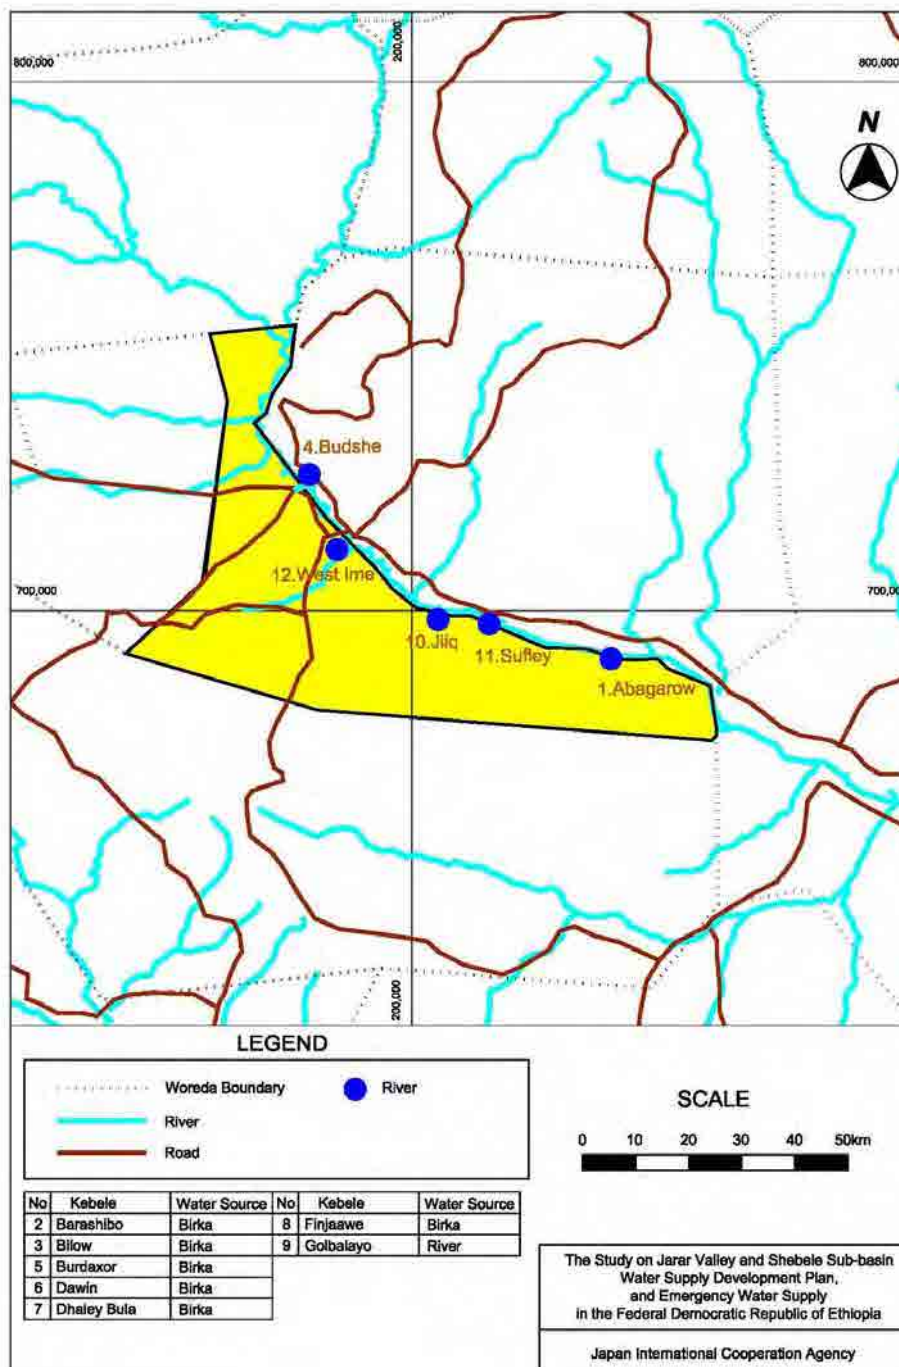 200,000
800,000
800,000
N
4.Budshe
12.West Ime
700,000
700,000
10.Jiiq
11.Sufley
1.Abagarow
200,000
LEGEND
Woreda Boundary
River
River
Road
SCALE
0 10 20 30 40 50km
No Kebele Water Source No Kebele Water Source
2 Barashibo Birka 8 Finjaawe Birka
3 Bilow Birka 9 Golbalayo River
5 Burdaxor Birka
6 Dawin Birka
7 Dhaley Bula Birka
The Study on Jarar Valley and Shebele Sub-basin
Water Supply Development Plan,
and Emergency Water Supply
in the Federal Democratic Republic of Ethiopia
Japan International Cooperation Agency